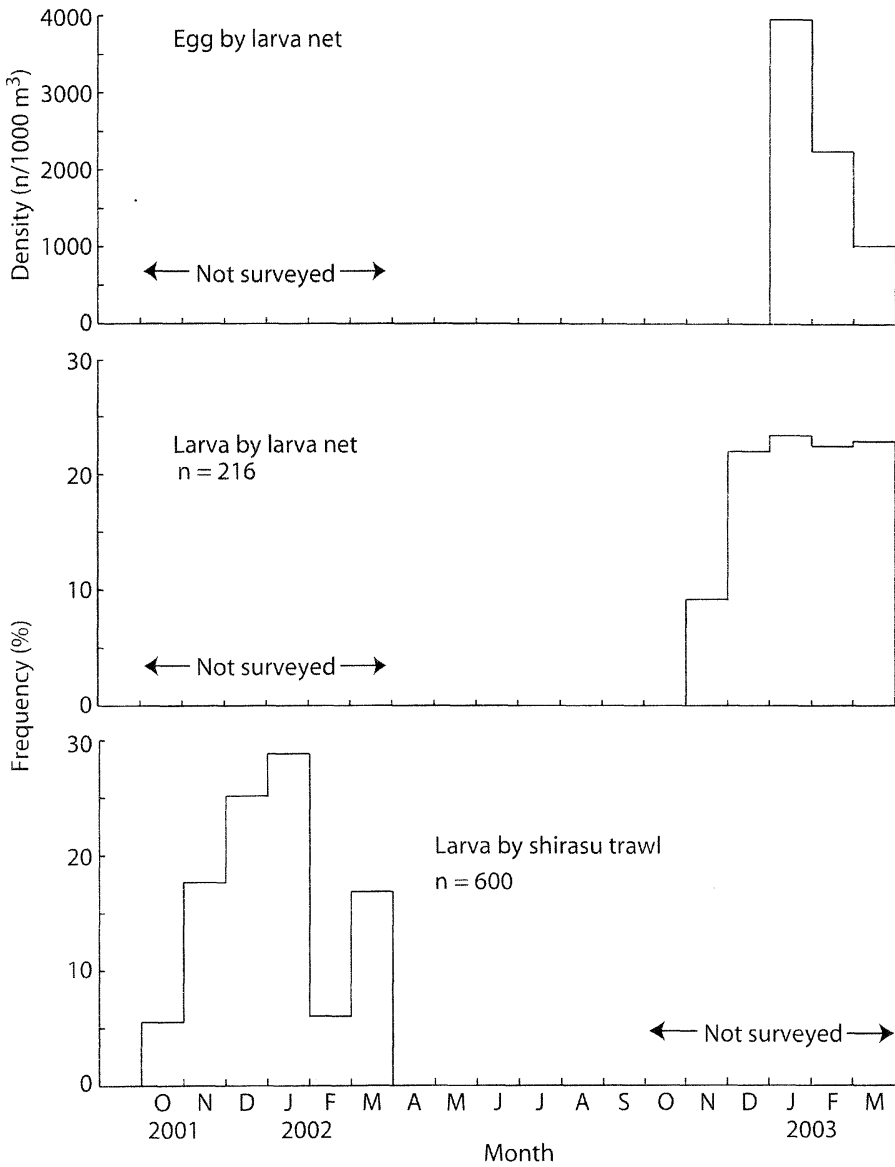 Density (n/1000 m³)
4000
3000
2000
1000
0
Egg by larva net
Not surveyed
Frequency (%)
30
20
10
0
Larva by larva net
n = 216
Not surveyed
30
20
10
0
Larva by shirasu trawl
n = 600
Not surveyed
O N D J F M A M J J A S O N D J F M
2001 2002 2003
Month